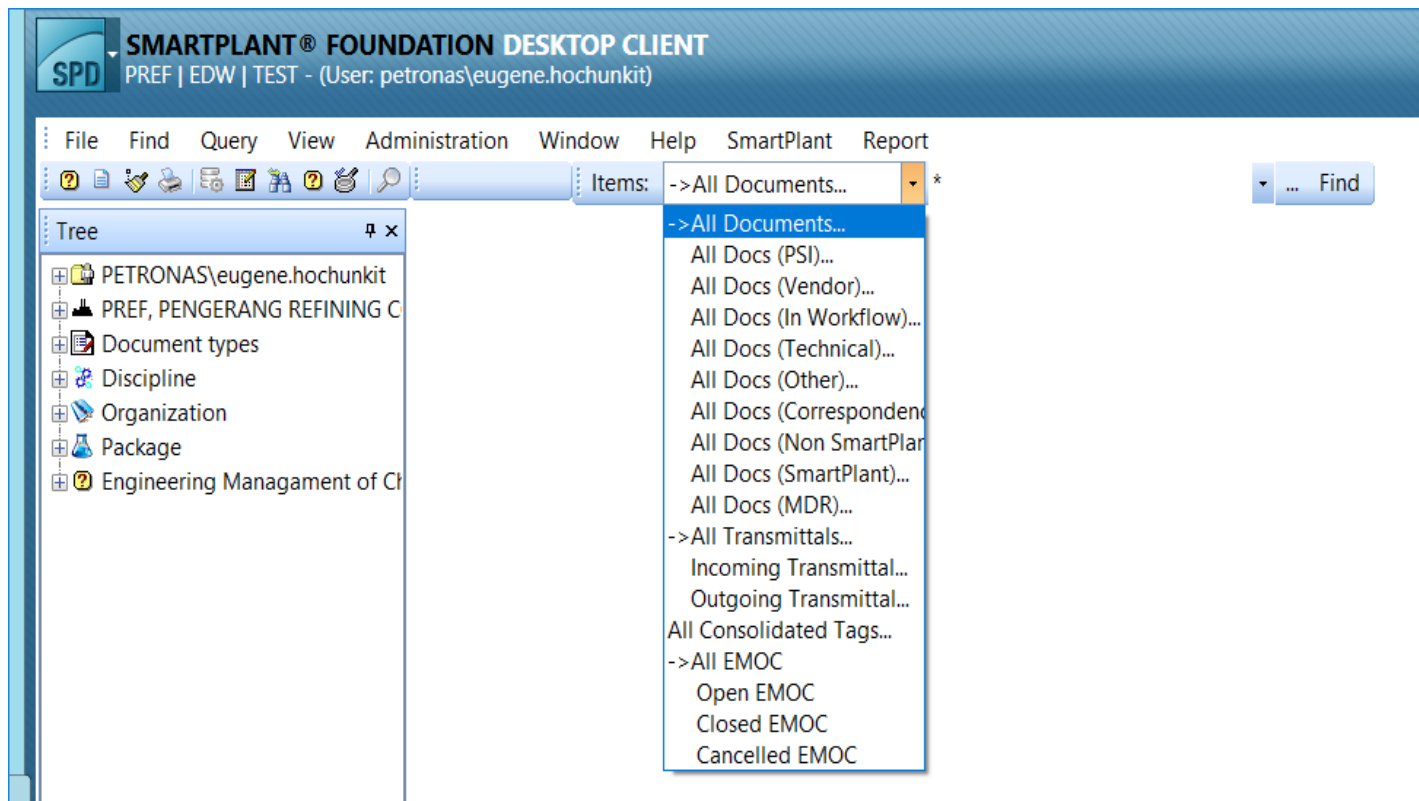 SMARTPLANT® FOUNDATION DESKTOP CLIENT
SPD
PREF | EDW | TEST - (User: petronas\eugene.hochunkit)
File Find Query View Administration Window Help SmartPlant Report
Items: ->All Documents... * ... Find
Tree
PETRONAS\eugene.hochunkit
PREF, PENGERANG REFINING C
Document types
Discipline
Organization
Package
Engineering Managament of Ch
->All Documents...
All Docs (PSI)...
All Docs (Vendor)...
All Docs (In Workflow)...
All Docs (Technical)...
All Docs (Other)...
All Docs (Corresponden
All Docs (Non SmartPlan
All Docs (SmartPlant)...
All Docs (MDR)...
->All Transmittals...
Incoming Transmittal...
Outgoing Transmittal...
All Consolidated Tags...
->All EMOC
Open EMOC
Closed EMOC
Cancelled EMOC